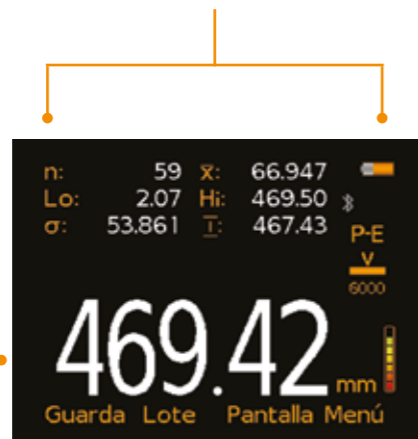 n: 59 x̅: 66.947
Lo: 2.07 Hi: 469.50
σ: 53.861 ɪ̅: 467.43
P-E
V
6000
469.42 mm
Guarda Lote Pantalla Menú